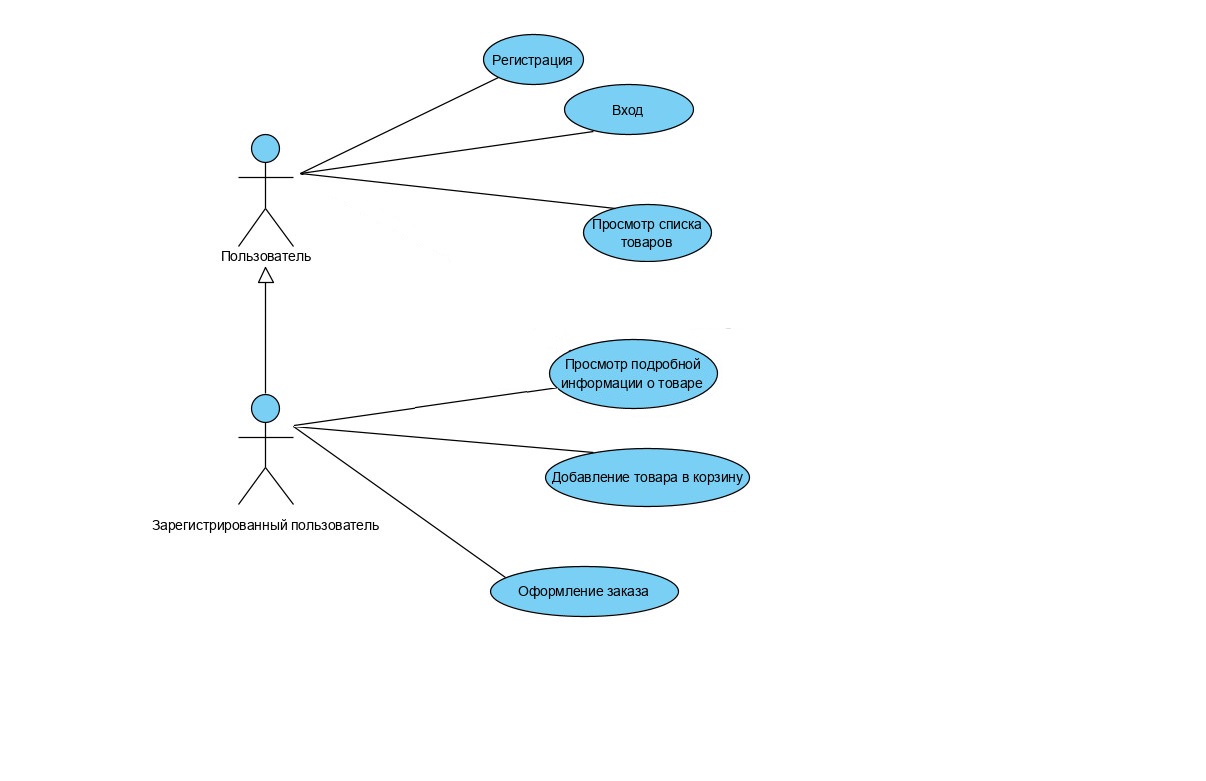 Регистрация
Вход
Просмотр списка
товаров
Пользователь
Просмотр подробной
информации о товаре
Добавление товара в корзину
Зарегистрированный пользователь
Оформление заказа